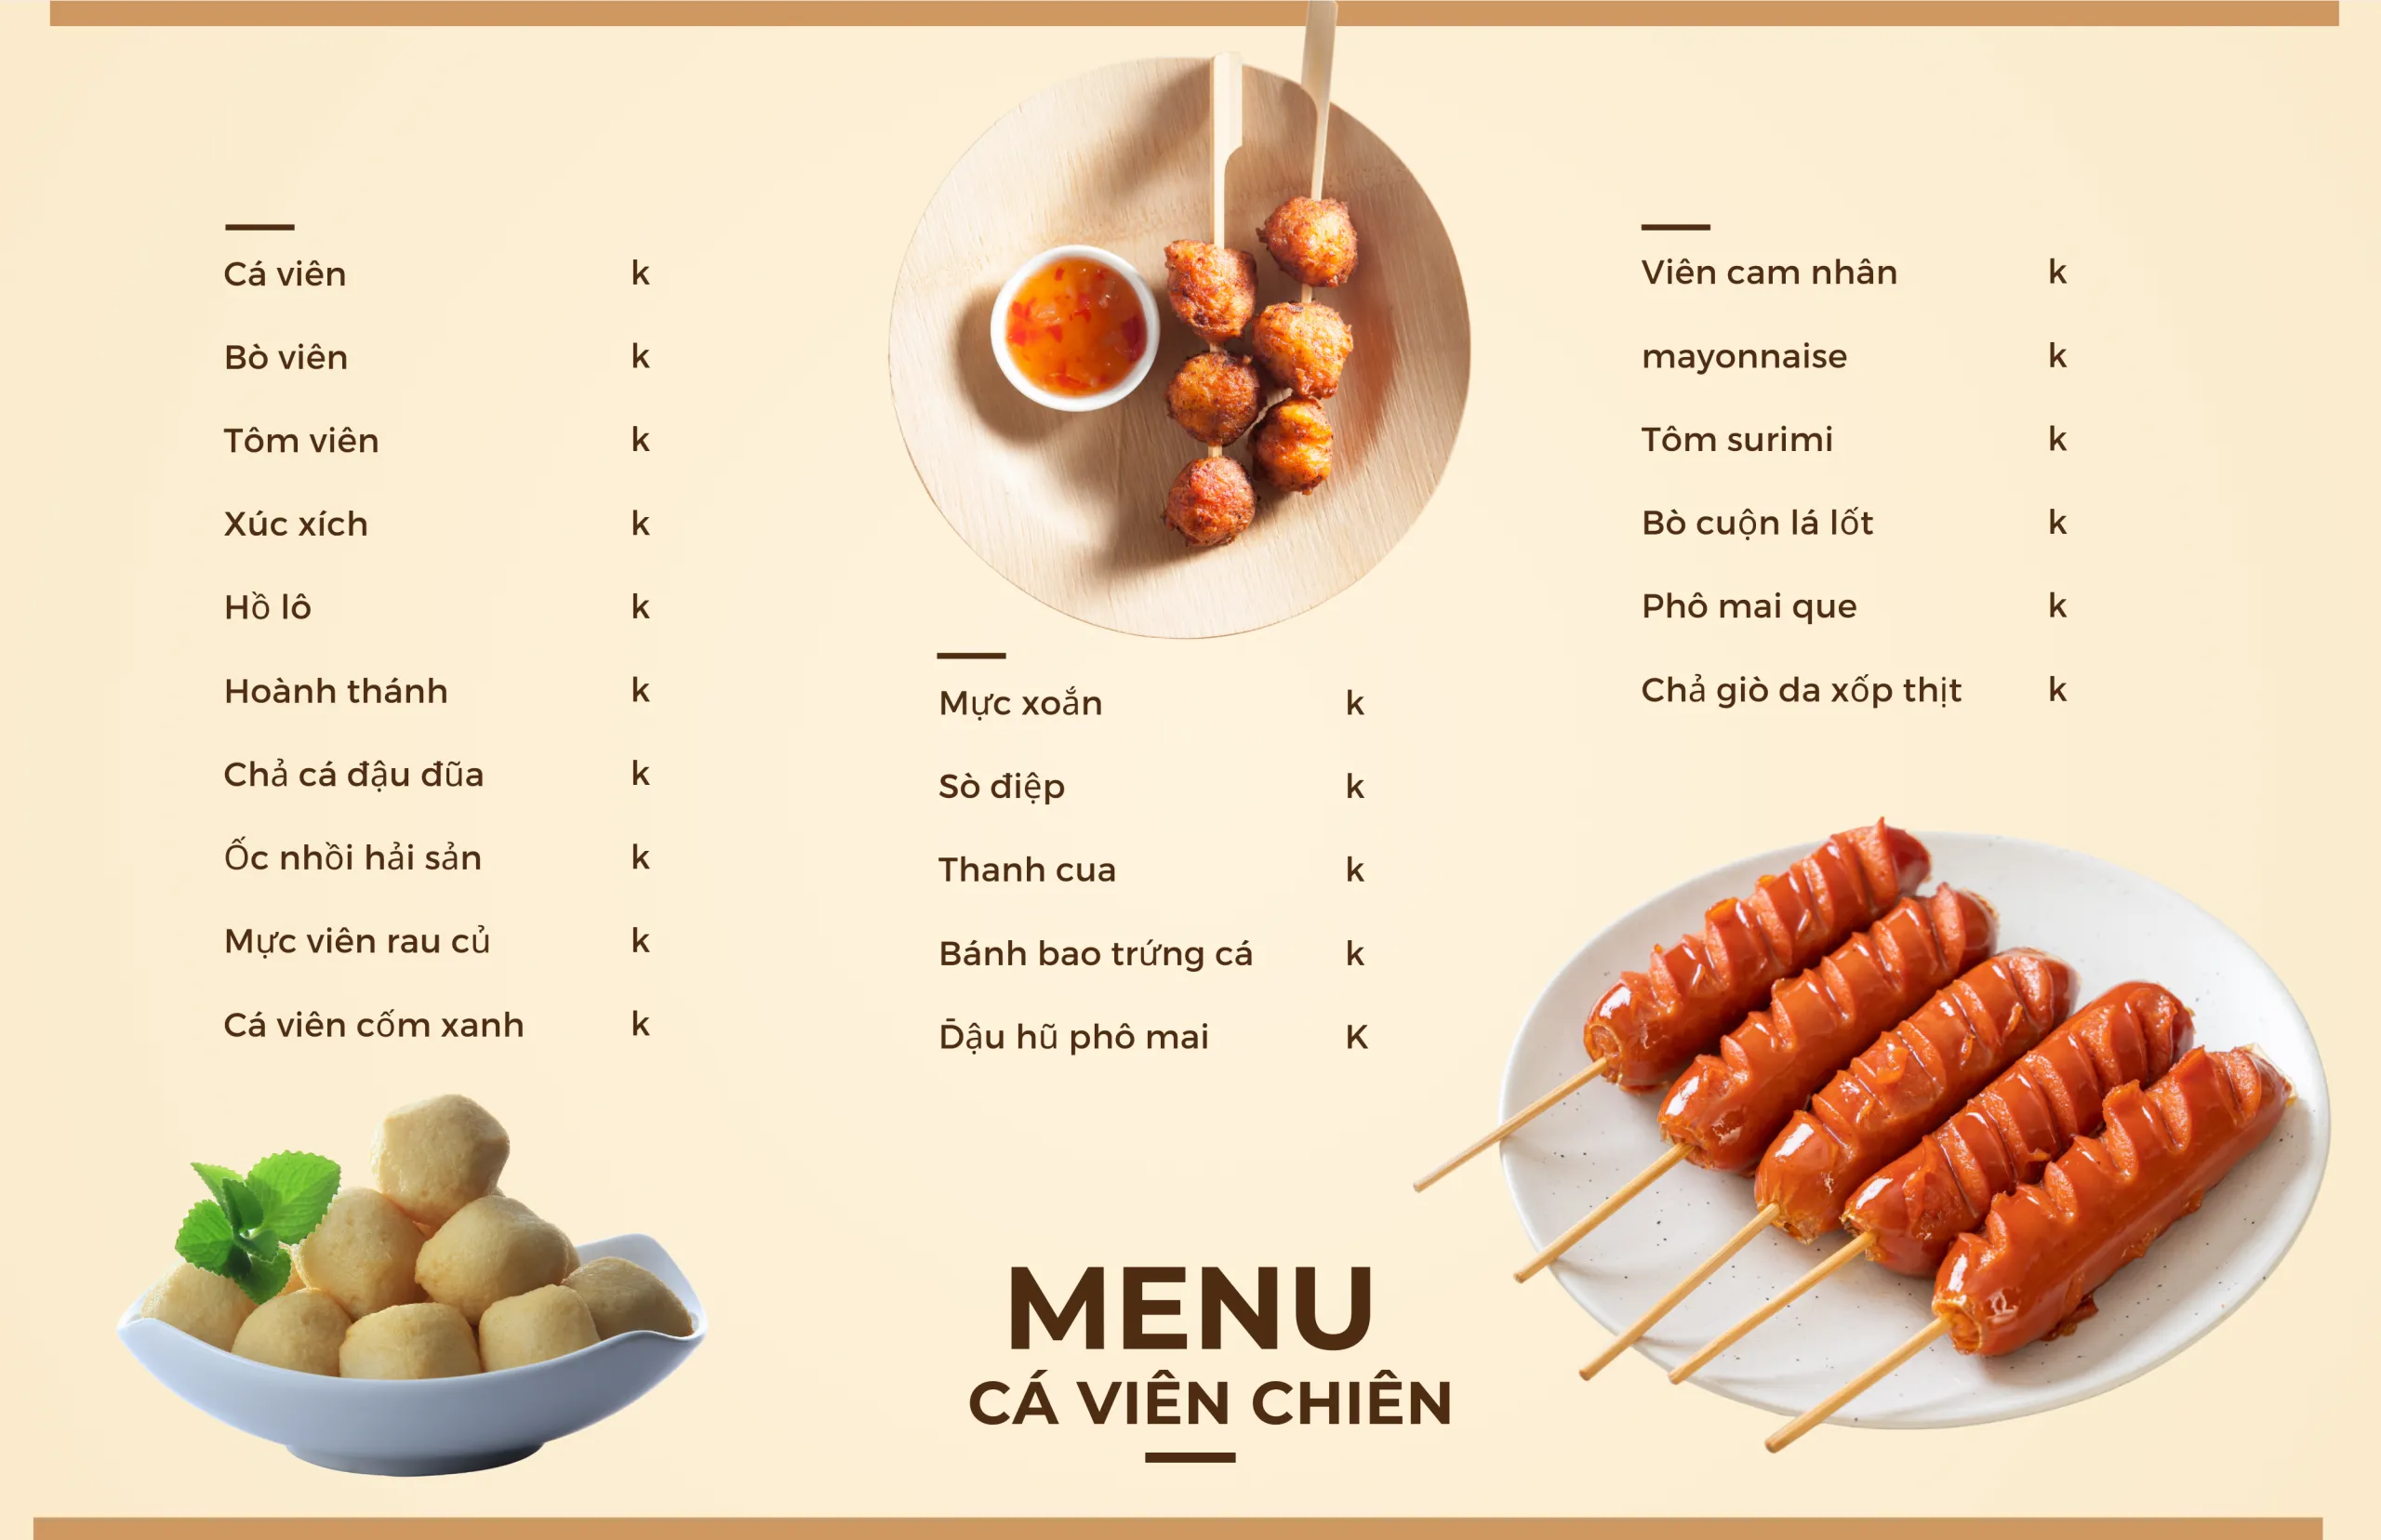 Cá viên k
Bò viên k
Tôm viên k
Xúc xích k
Hồ lô k
Hoành thánh k
Chả cá đậu đũa k
Ốc nhồi hải sản k
Mực viên rau củ k
Cá viên cốm xanh k
Mực xoắn k
Sò điệp k
Thanh cua k
Bánh bao trứng cá k
Đậu hũ phô mai K
Viên cam nhân k
mayonnaise k
Tôm surimi k
Bò cuộn lá lốt k
Phô mai que k
Chả giò da xốp thịt k
MENU
CÁ VIÊN CHIÊN